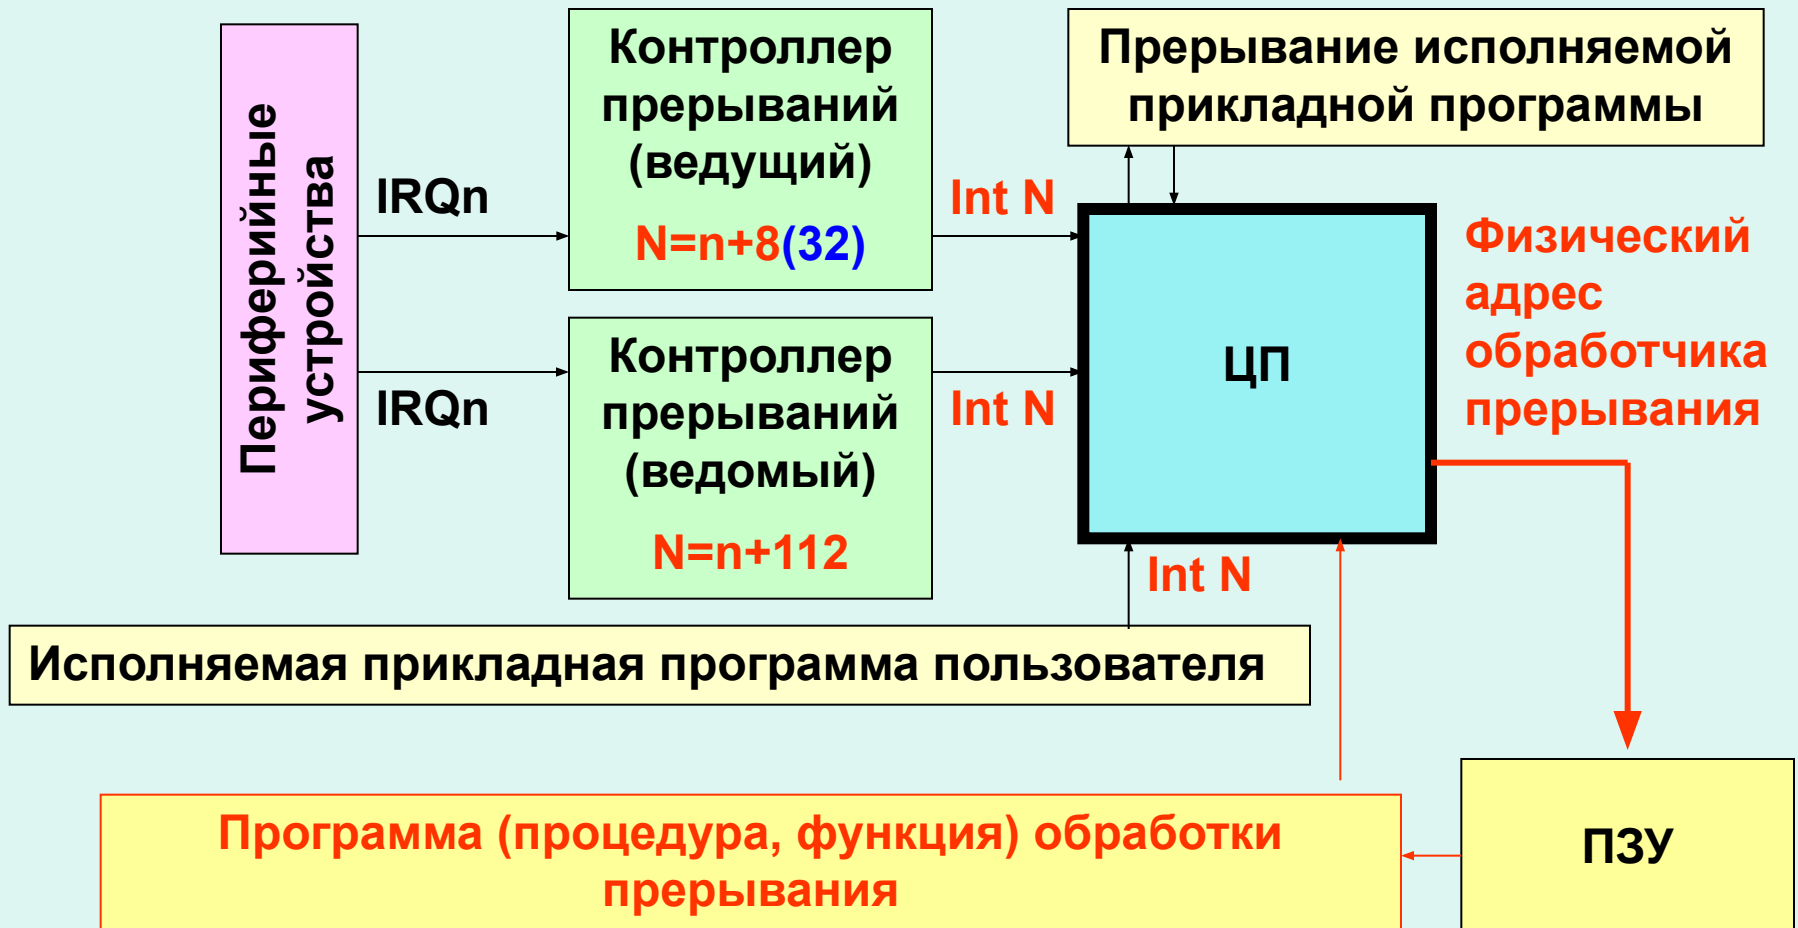 Периферийные
устройства
IRQn
IRQn
Контроллер
прерываний
(ведущий)
N=n+8(32)
Контроллер
прерываний
(ведомый)
N=n+112
Int N
Int N
Прерывание исполняемой
прикладной программы
ЦП
Физический
адрес
обработчика
прерывания
Int N
Исполняемая прикладная программа пользователя
Программа (процедура, функция) обработки
прерывания
ПЗУ